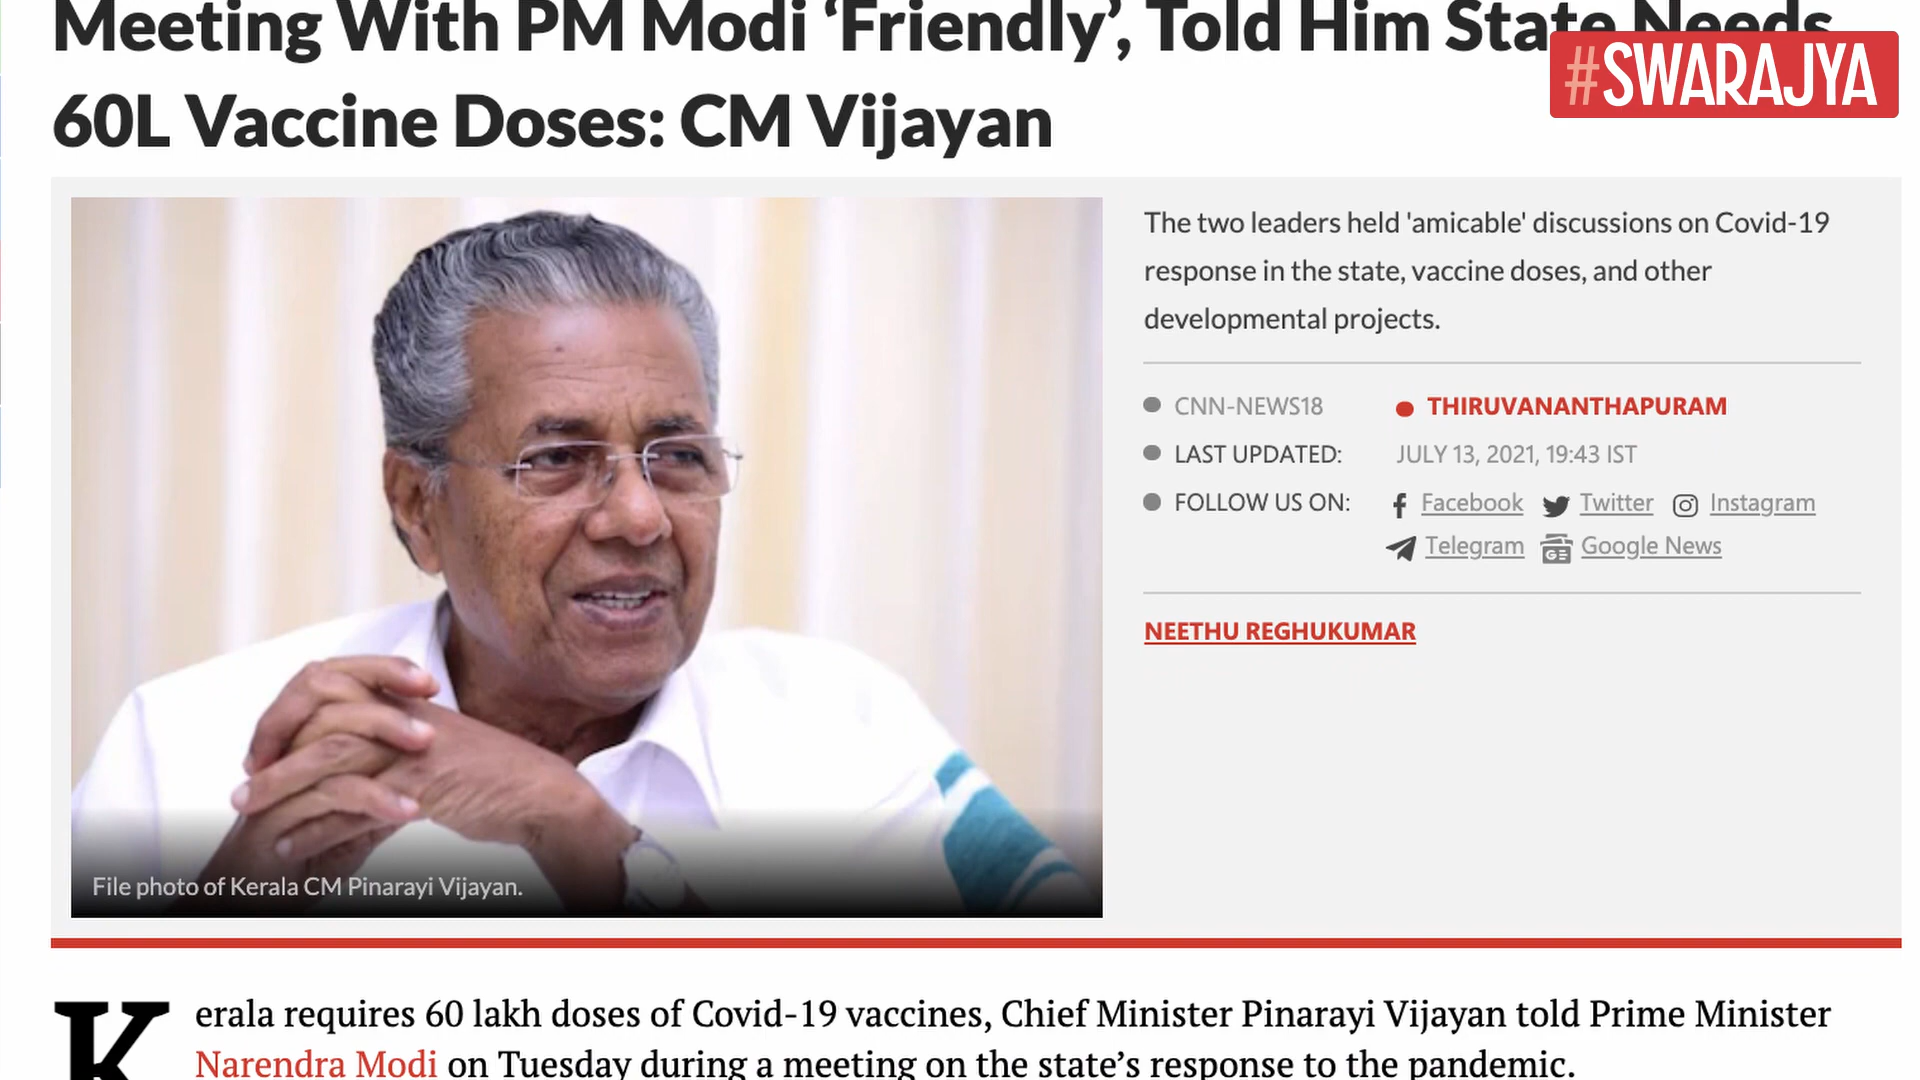 Meeting With PM Modi ‘Friendly’, Told Him State Needs
#SWARAJYA
60L Vaccine Doses: CM Vijayan
The two leaders held 'amicable' discussions on Covid-19
response in the state, vaccine doses, and other
developmental projects.
CNN-NEWS18 THIRUVANANTHAPURAM
LAST UPDATED: JULY 13, 2021, 19:43 IST
FOLLOW US ON: Facebook Twitter Instagram
Telegram GE Google News
NEETHU REGHUKUMAR
File photo of Kerala CM Pinarayi Vijayan.
Kerala requires 60 lakh doses of Covid-19 vaccines, Chief Minister Pinarayi Vijayan told Prime Minister
Narendra Modi on Tuesday during a meeting on the state’s response to the pandemic.